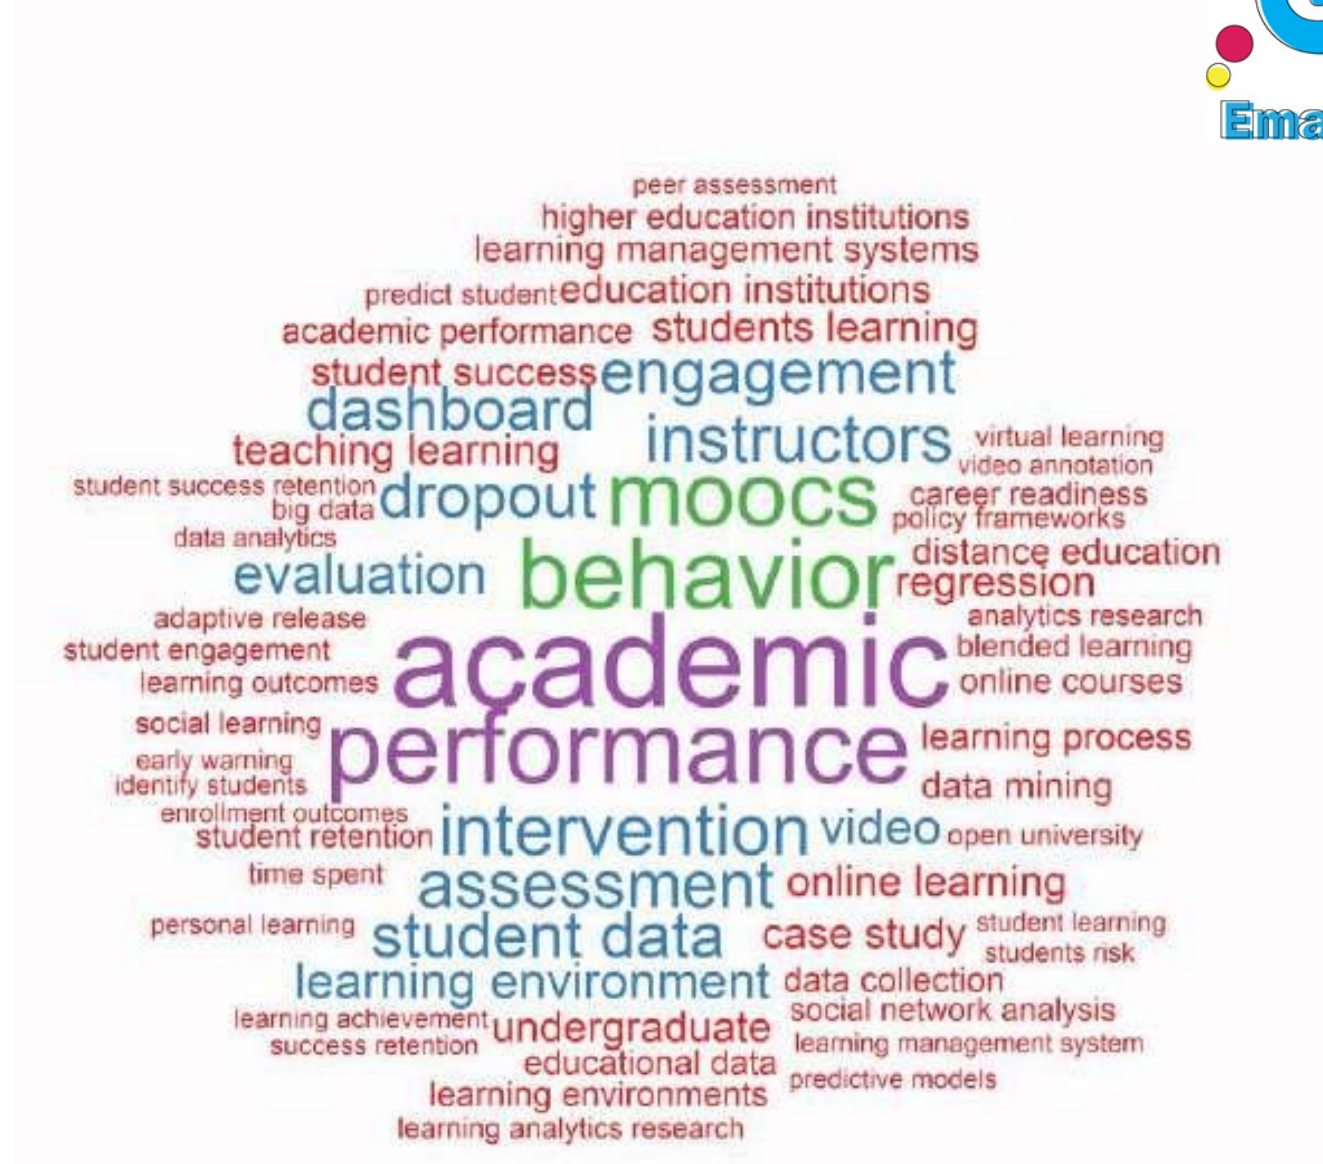 Ema
peer assessment
higher education institutions
learning management systems
predict student education institutions
academic performance students learning
student success engagement
dashboard
instructors virtual learning
teaching learning
video annotation
student success retention dropout moocs career readiness
big data
policy frameworks
data analytics
distance education
evaluation behavior regression
adaptive release
analytics research
student engagement academic blended learning
learning outcomes online courses
social learning
performance learning process
early warning
identify students data mining
enrollment outcomes
student retention intervention video open university
time spent assessment online learning
personal learning student data case study student learning
students risk
learning environment data collection
learning achievement undergraduate social network analysis
success retention learning management system
educational data
predictive models
learning environments
learning analytics research